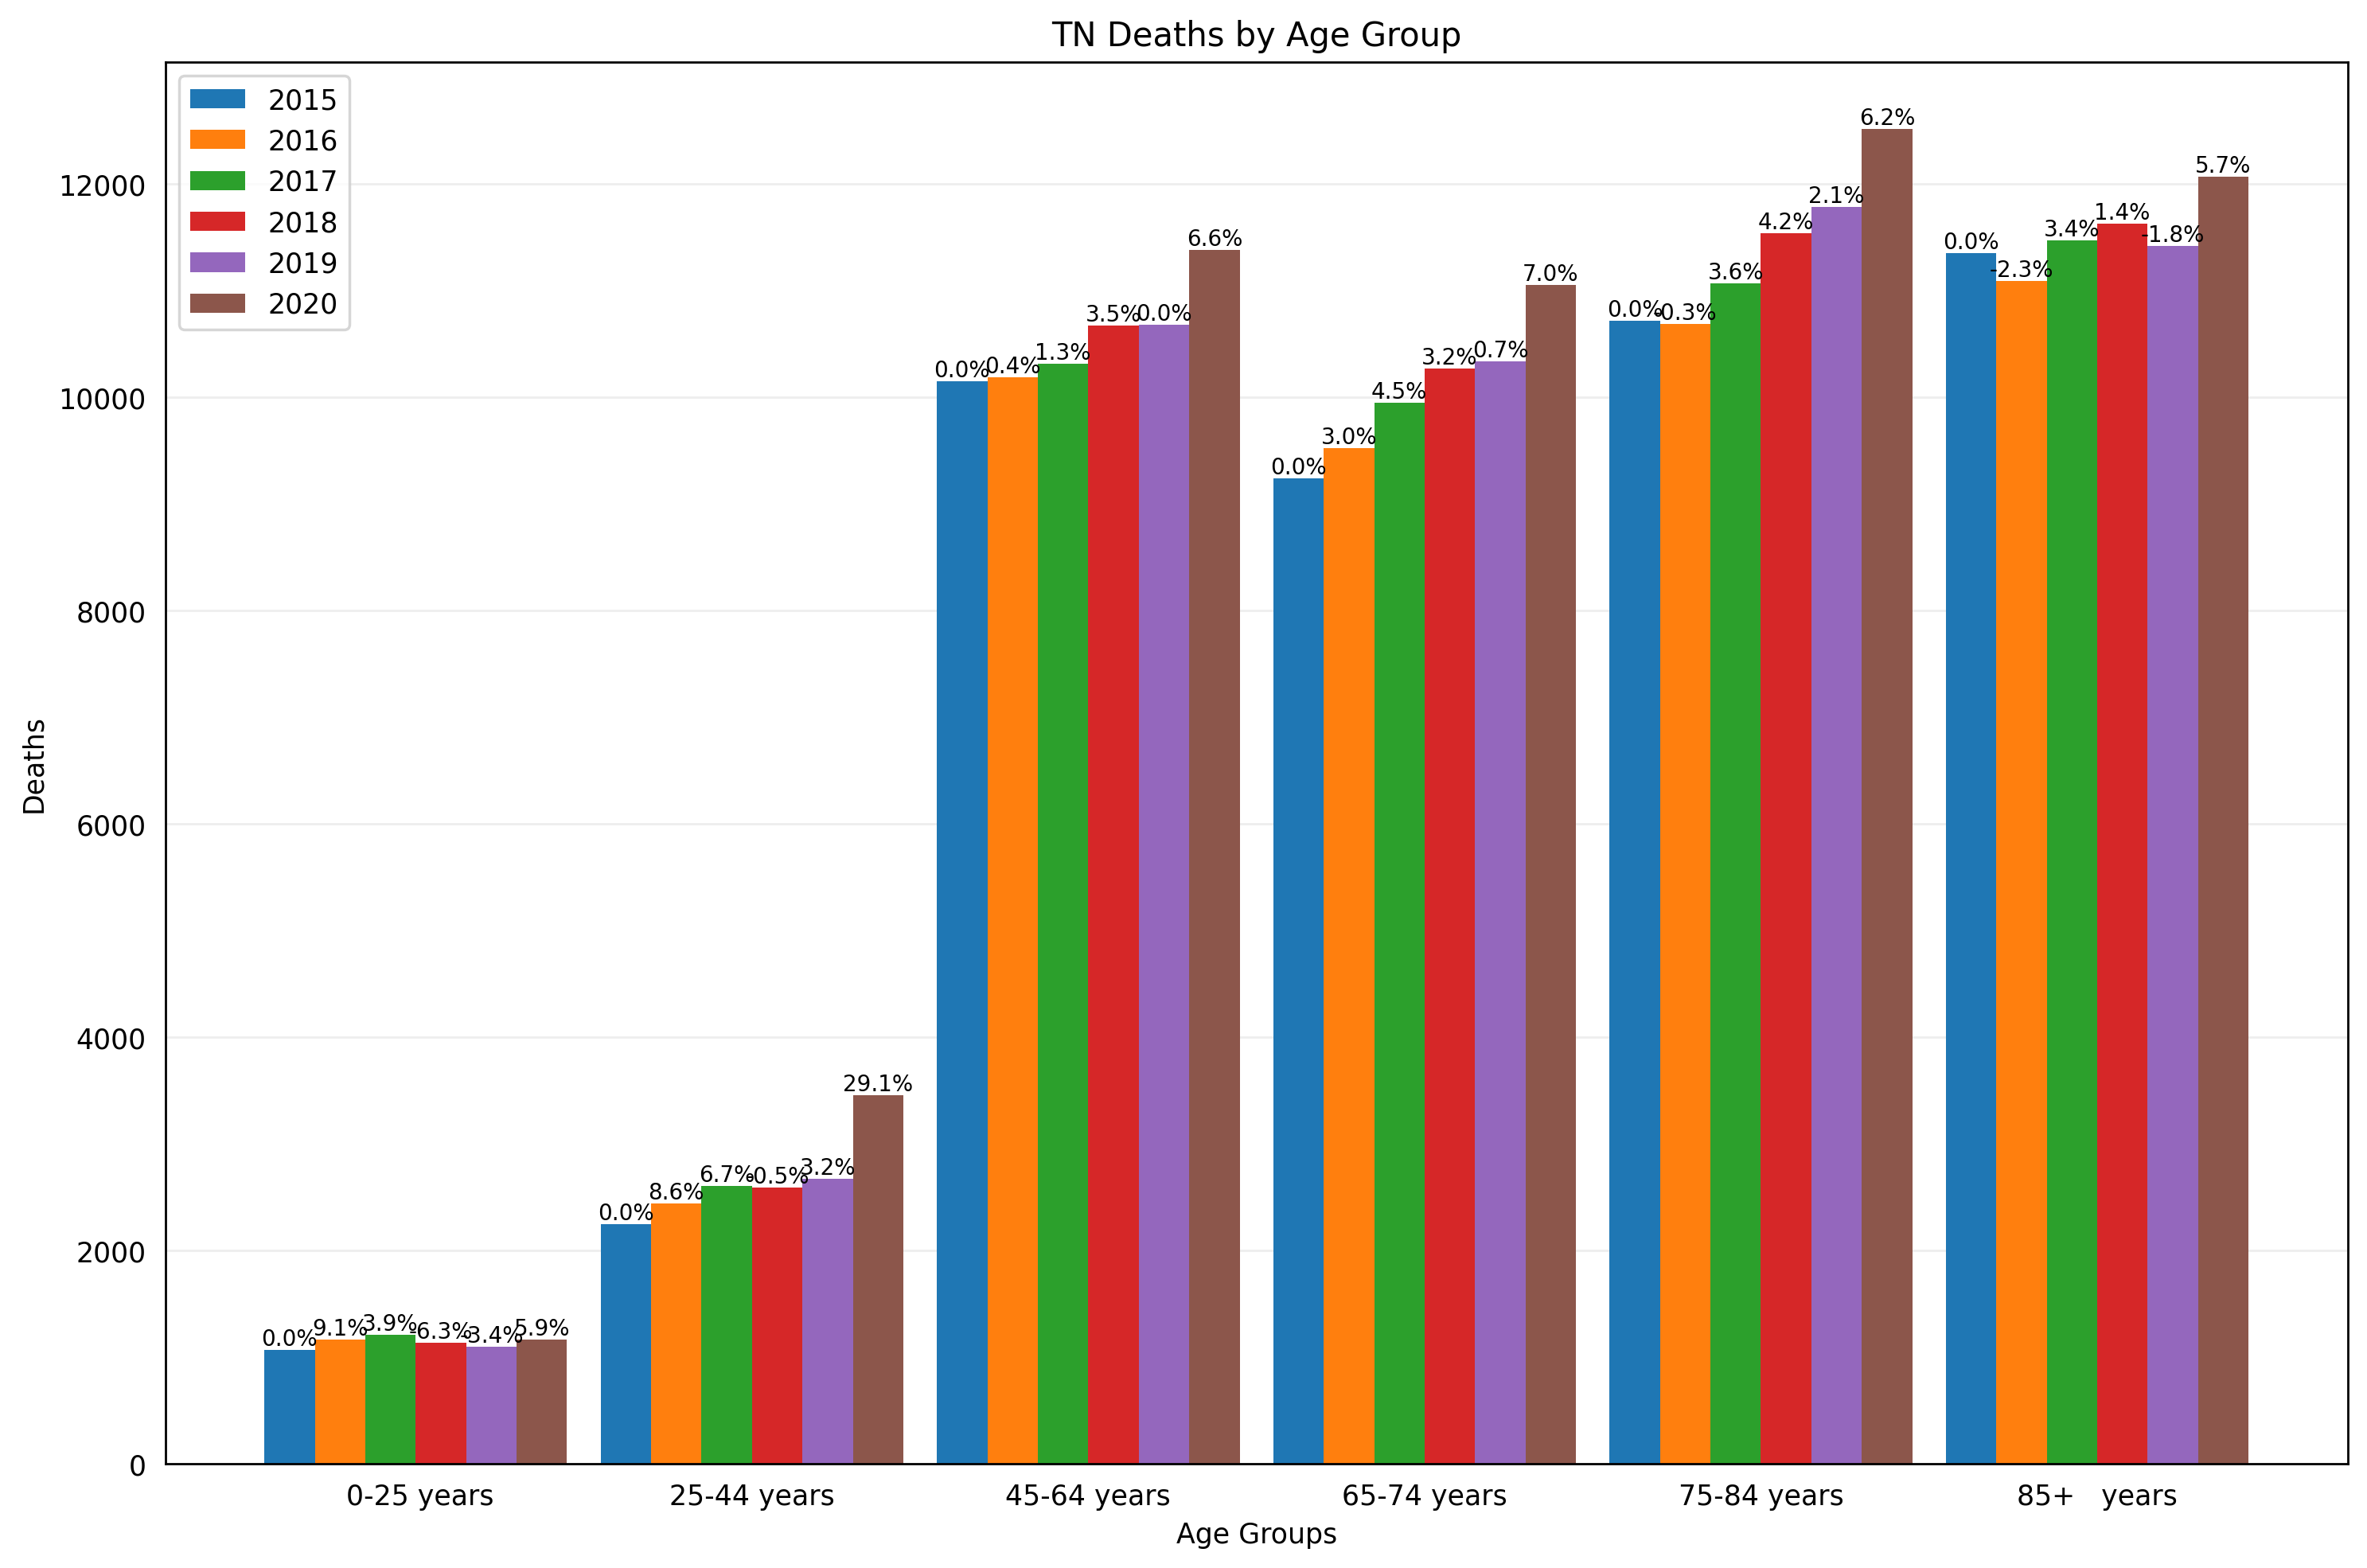 TN Deaths by Age Group
2015
2016
2017
2018
2019
2020
Deaths
12000
10000
8000
6000
4000
2000
0
0.0% 9.1% 3.9% -6.3% -3.4% 5.9%
0.0% 8.6% 6.7% -0.5% 3.2% 29.1%
0.0% 0.4% 1.3% 3.5% 0.0% 6.6%
0.0% 3.0% 4.5% 3.2% 0.7% 7.0%
0.0% -0.3% 3.6% 4.2% 2.1% 6.2%
0.0% -2.3% 3.4% 1.4% -1.8% 5.7%
0-25 years 25-44 years 45-64 years 65-74 years 75-84 years 85+   years
Age Groups